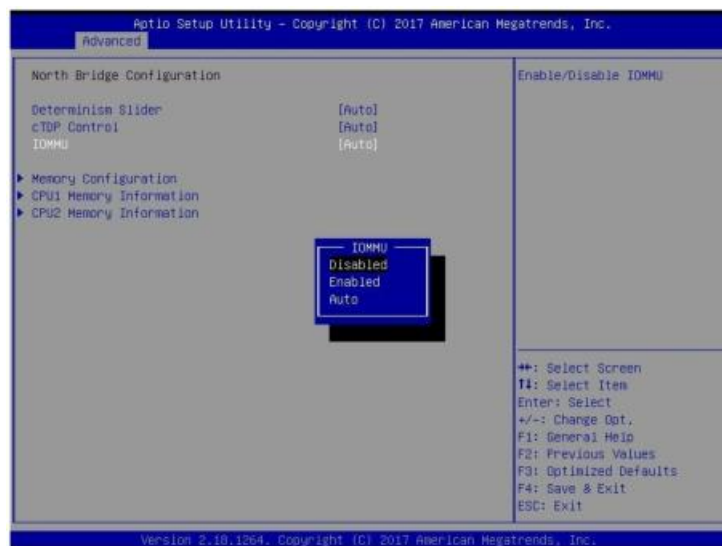 Aptio Setup Utility – Copyright (C) 2017 American Megatrends, Inc.
Advanced
North Bridge Configuration
Determinism Slider [Auto]
cTDP Control [Auto]
IOMMU [Auto]
Memory Configuration
CPU1 Memory Information
CPU2 Memory Information
IOMMU
Disabled
Enabled
Auto
Enable/Disable IOMMU
→←: Select Screen
↑↓: Select Item
Enter: Select
+/-: Change Opt.
F1: General Help
F2: Previous Values
F3: Optimized Defaults
F4: Save & Exit
ESC: Exit
Version 2.18.1264. Copyright (C) 2017 American Megatrends, Inc.